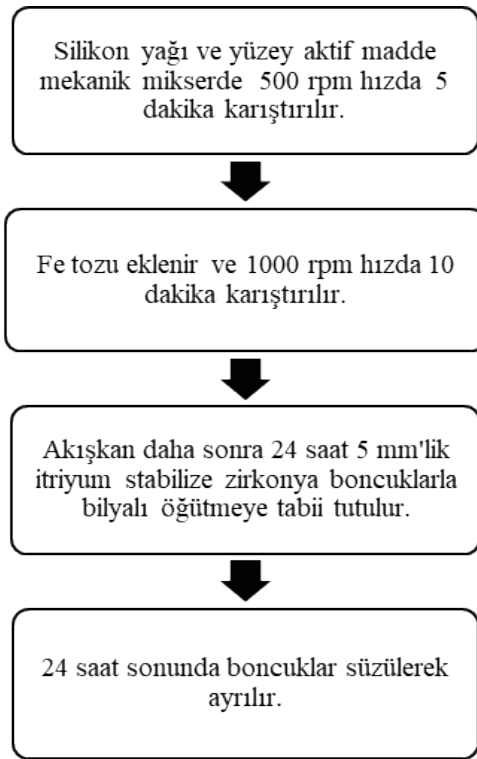 Silikon yağı ve yüzey aktif madde
mekanik mikserde 500 rpm hızda 5
dakika karıştırılır.
Fe tozu eklenir ve 1000 rpm hızda 10
dakika karıştırılır.
Akışkan daha sonra 24 saat 5 mm'lik
itriyum stabilize zirkonya boncuklarla
bilyalı öğütmeye tabii tutulur.
24 saat sonunda boncuklar süzülerek
ayrılır.